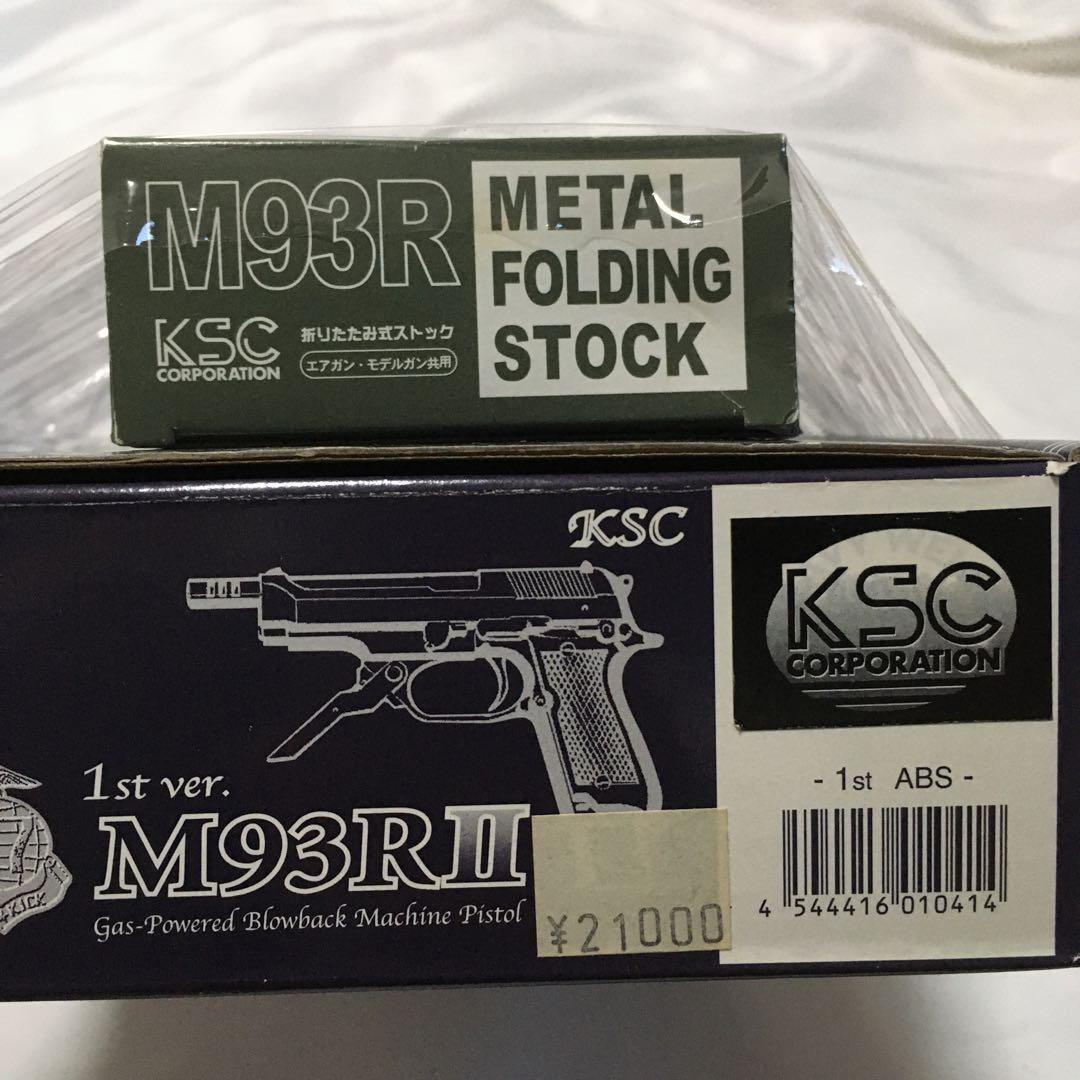 M93R
METAL
FOLDING
STOCK
KSC
CORPORATION
折りたたみ式ストック
エアガン・モデルガン共用
KSC
KSC
CORPORATION
1st ver.
M93RII
Gas-Powered Blowback Machine Pistol
¥21000
- 1st ABS -
4 544416 010414
7